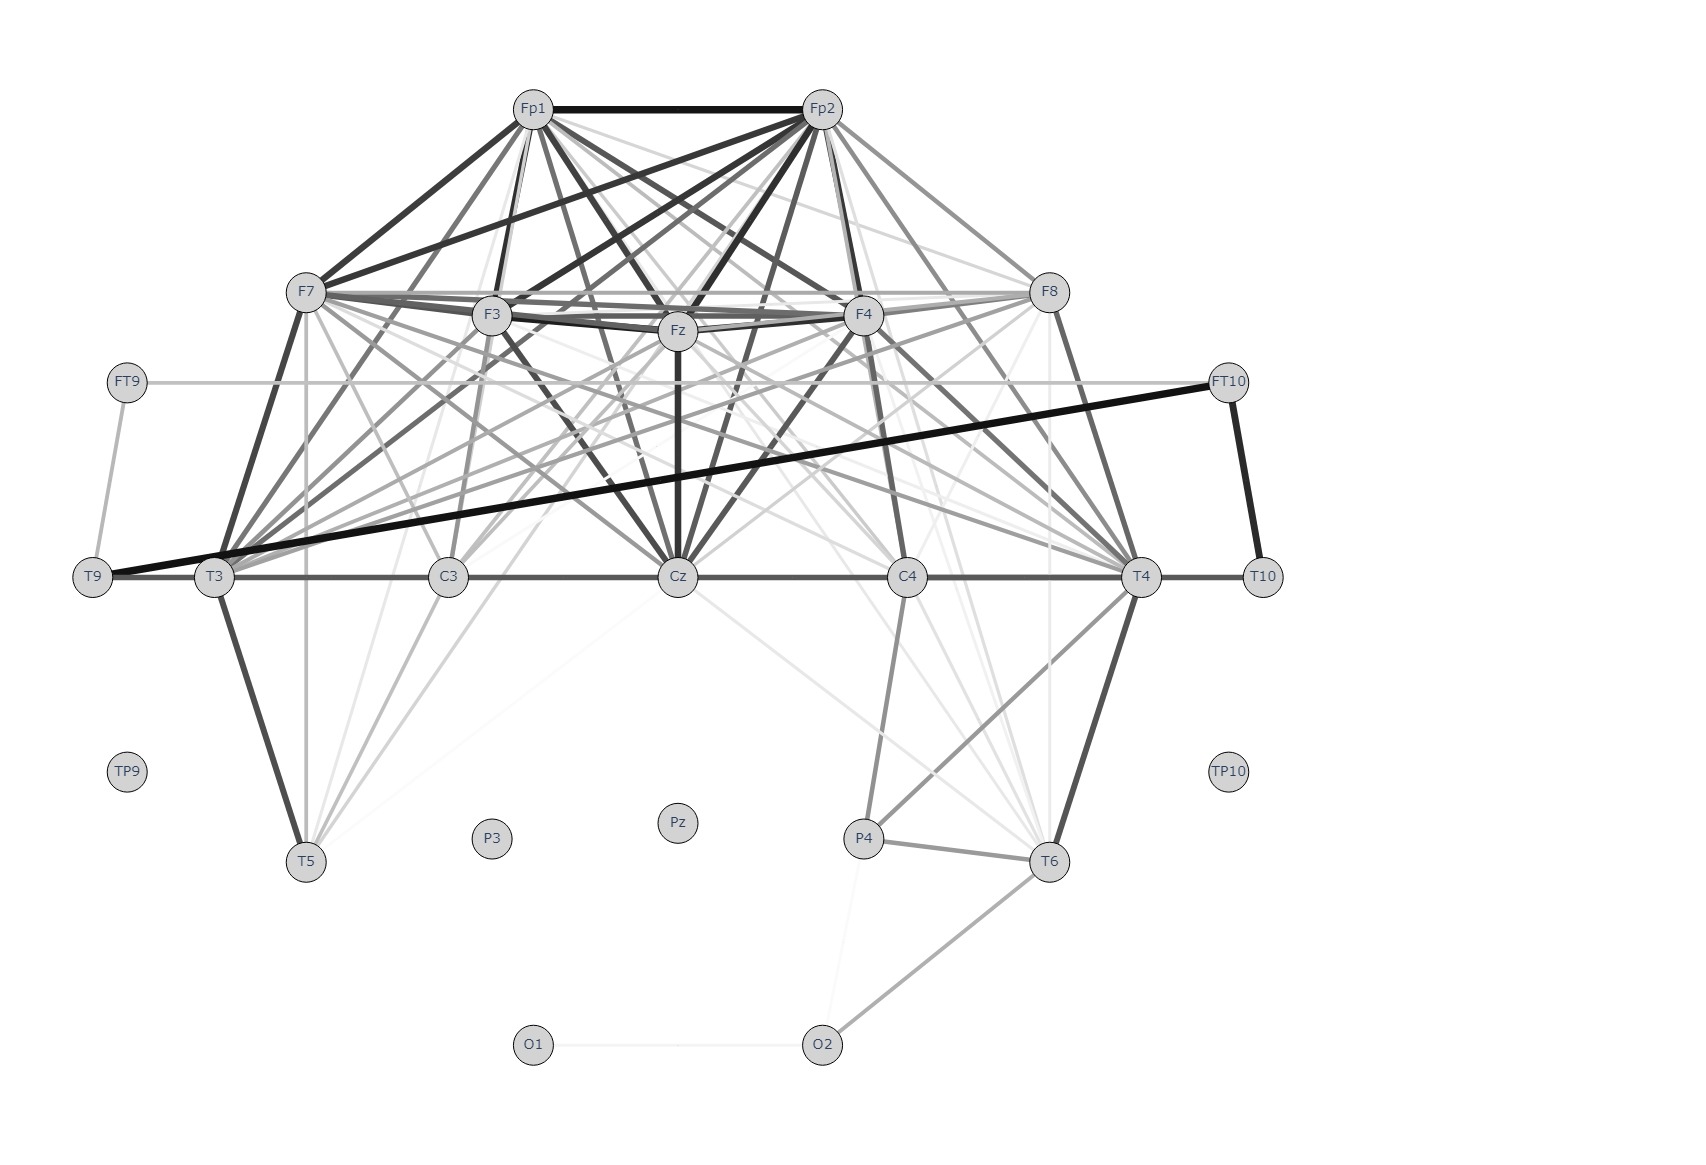 Fp1 Fp2
F7 F3 Fz F4 F8
FT9 FT10
T9 T3 C3 Cz C4 T4 T10
TP9 TP10
T5 P3 Pz P4 T6
O1 O2